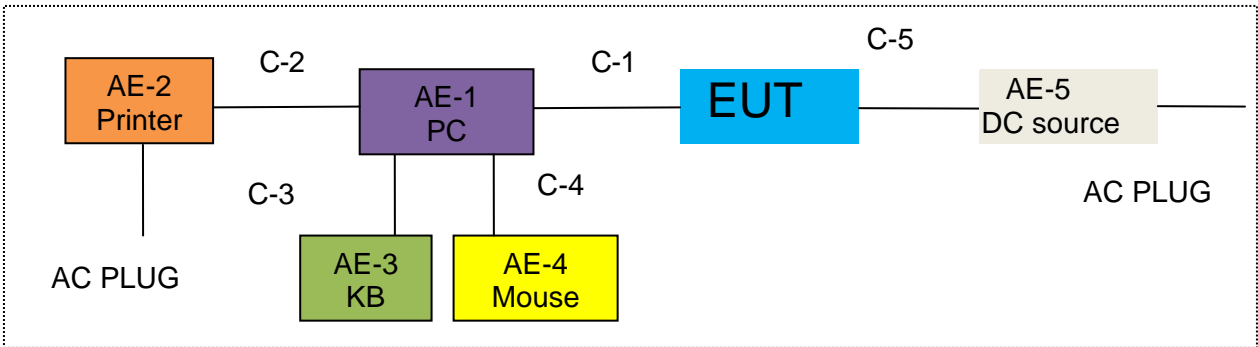 C-5
C-2
C-1
AE-2
Printer
AE-1
PC
EUT
AE-5
DC source
C-3
C-4
AC PLUG
AC PLUG
AE-3
KB
AE-4
Mouse